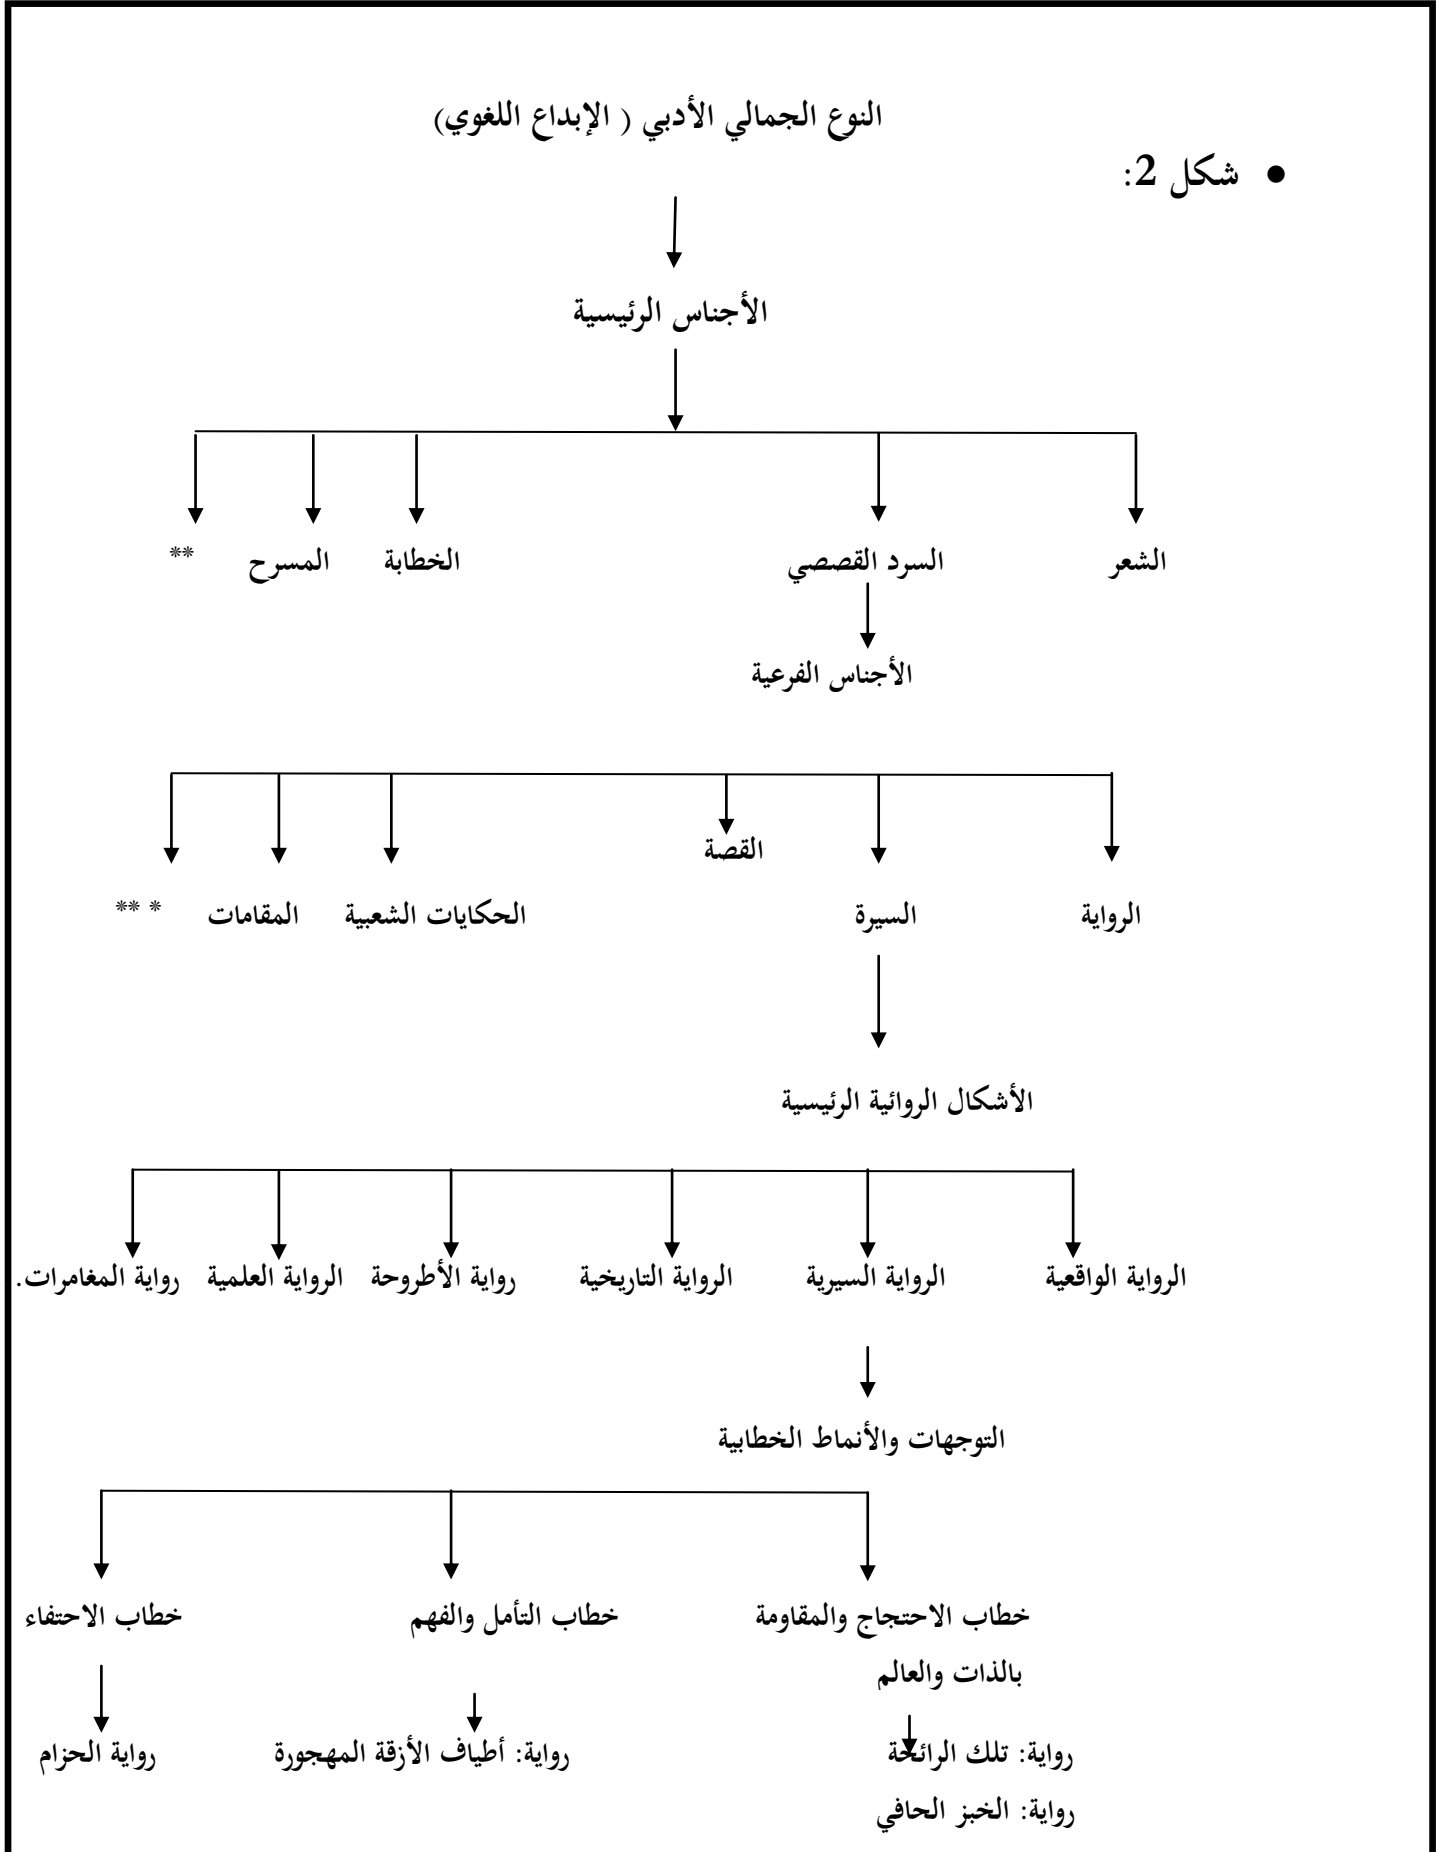 النوع الجمالي الأدبي ( الإبداع اللغوي)
• شكل 2:
الأجناس الرئيسية
الشعر السرد القصصي الخطابة المسرح **
الأجناس الفرعية
القصة
الرواية السيرة الحكايات الشعبية المقامات * **
الأشكال الروائية الرئيسية
الرواية الواقعية الرواية السيرية الرواية التاريخية رواية الأطروحة الرواية العلمية رواية المغامرات.
التوجهات والأنماط الخطابية
خطاب الاحتجاج والمقاومة خطاب التأمل والفهم خطاب الاحتفاء
بالذات والعالم
رواية: تلك الرائحة رواية: أطياف الأزقة المهجورة رواية الحزام
رواية: الخبز الحافي